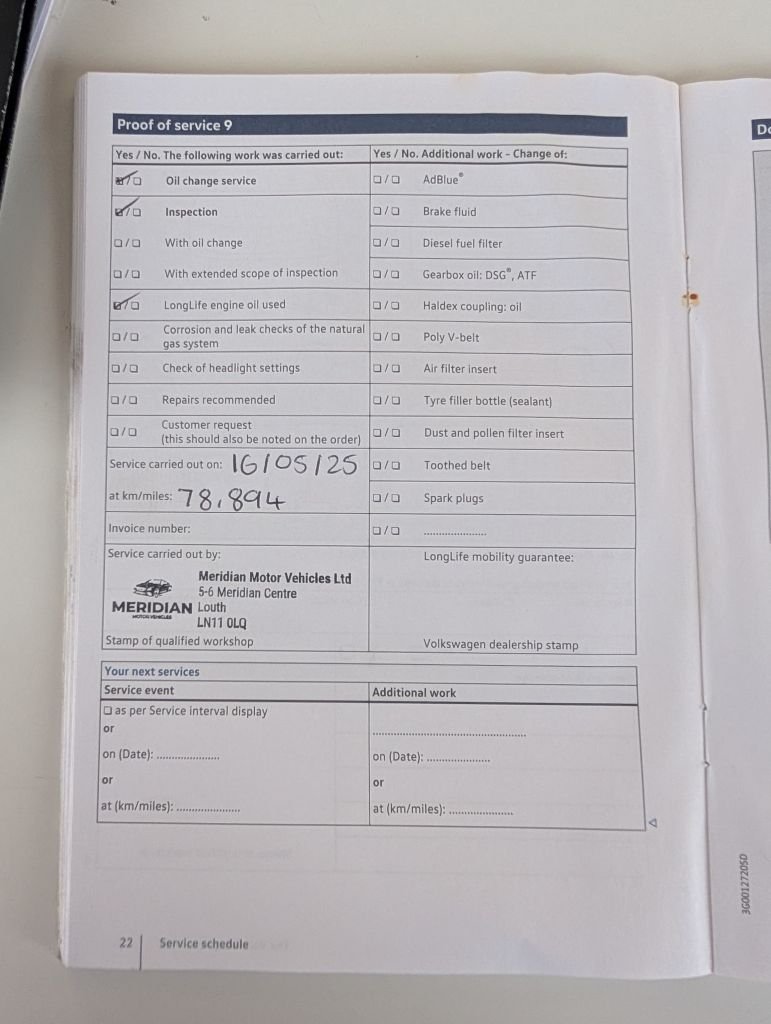 Proof of service 9
Yes / No. The following work was carried out:
☑/☐ Oil change service
☑/☐ Inspection
☐/☐ With oil change
☐/☐ With extended scope of inspection
☑/☐ LongLife engine oil used
☐/☐ Corrosion and leak checks of the natural
gas system
☐/☐ Check of headlight settings
☐/☐ Repairs recommended
☐/☐ Customer request
(this should also be noted on the order)
Service carried out on: 16/05/25
at km/miles: 78,894
Invoice number:
Service carried out by:
Meridian Motor Vehicles Ltd
5-6 Meridian Centre
Louth
LN11 0LQ
MERIDIAN
MOTOR VEHICLES
Stamp of qualified workshop
Yes / No. Additional work - Change of:
☐/☐ AdBlue®
☐/☐ Brake fluid
☐/☐ Diesel fuel filter
☐/☐ Gearbox oil: DSG®, ATF
☐/☐ Haldex coupling: oil
☐/☐ Poly V-belt
☐/☐ Air filter insert
☐/☐ Tyre filler bottle (sealant)
☐/☐ Dust and pollen filter insert
☐/☐ Toothed belt
☐/☐ Spark plugs
☐/☐ .....................
LongLife mobility guarantee:
Volkswagen dealership stamp
Your next services
Service event
☐ as per Service interval display
or
on (Date): .....................
or
at (km/miles): .....................
Additional work
..................................................
on (Date): .....................
or
at (km/miles): .....................
22
Service schedule
3G0012720SD